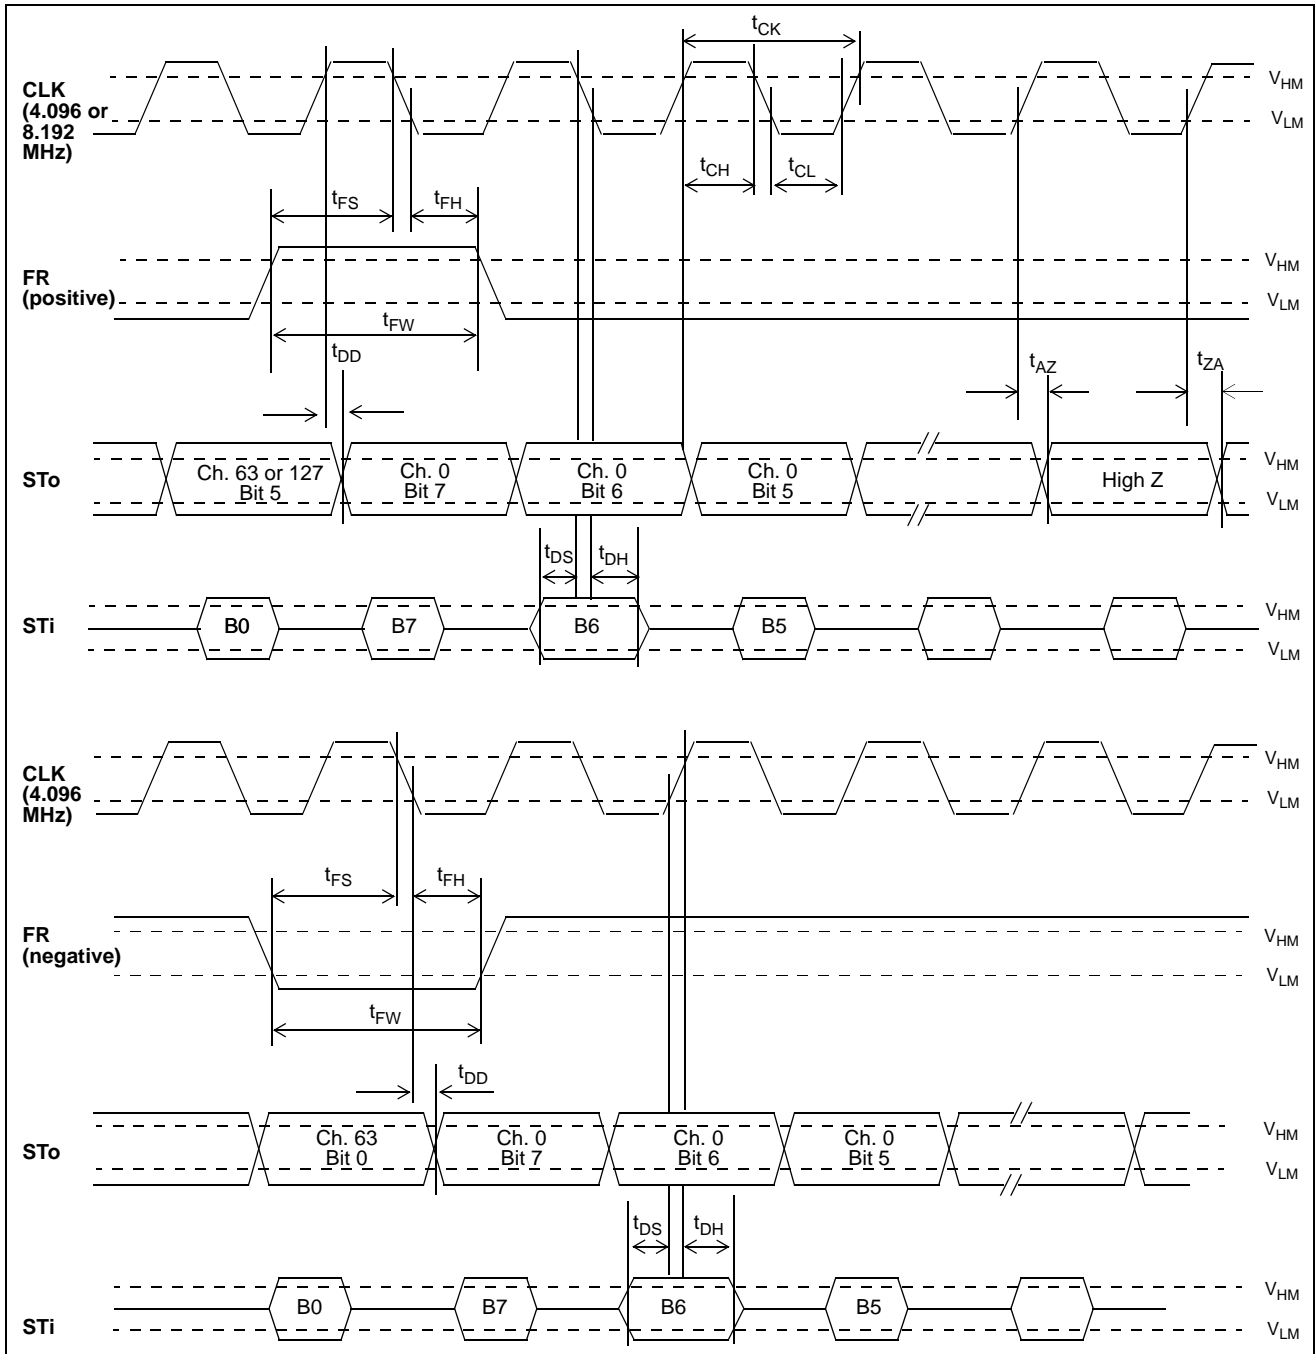 tCK
CLK
(4.096 or
8.192
MHz)
VHM
VLM
tCH
tCL
tFS
tFH
FR
(positive)
VHM
VLM
tFW
tDD
tAZ
tZA
STo
Ch. 63 or 127
Bit 5
Ch. 0
Bit 7
Ch. 0
Bit 6
Ch. 0
Bit 5
High Z
VHM
VLM
tDS
tDH
STi
B0
B7
B6
B5
VHM
VLM
CLK
(4.096
MHz)
VHM
VLM
tFS
tFH
FR
(negative)
VHM
VLM
tFW
tDD
STo
Ch. 63
Bit 0
Ch. 0
Bit 7
Ch. 0
Bit 6
Ch. 0
Bit 5
VHM
VLM
tDS
tDH
STi
B0
B7
B6
B5
VHM
VLM